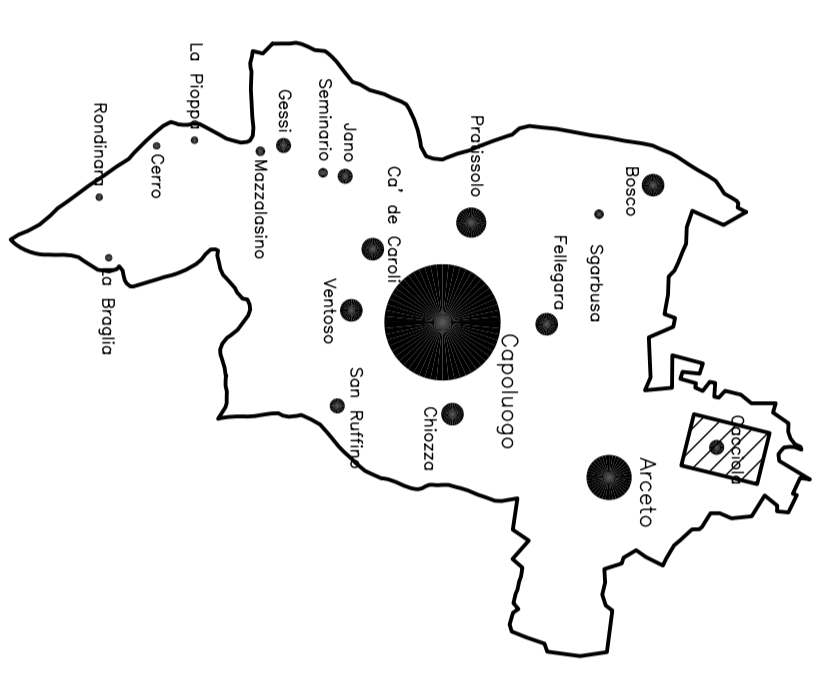 La Pioppa
Rondinara
Cerro
Gessi
Mazzalasino
Seminario
Jano
Ca' de Caroli
Pratissolo
Bosco
Sgarbusa
Fellegara
La Braglia
Ventoso
Capoluogo
San Ruffino
Chiozza
Arceto
Cacciola